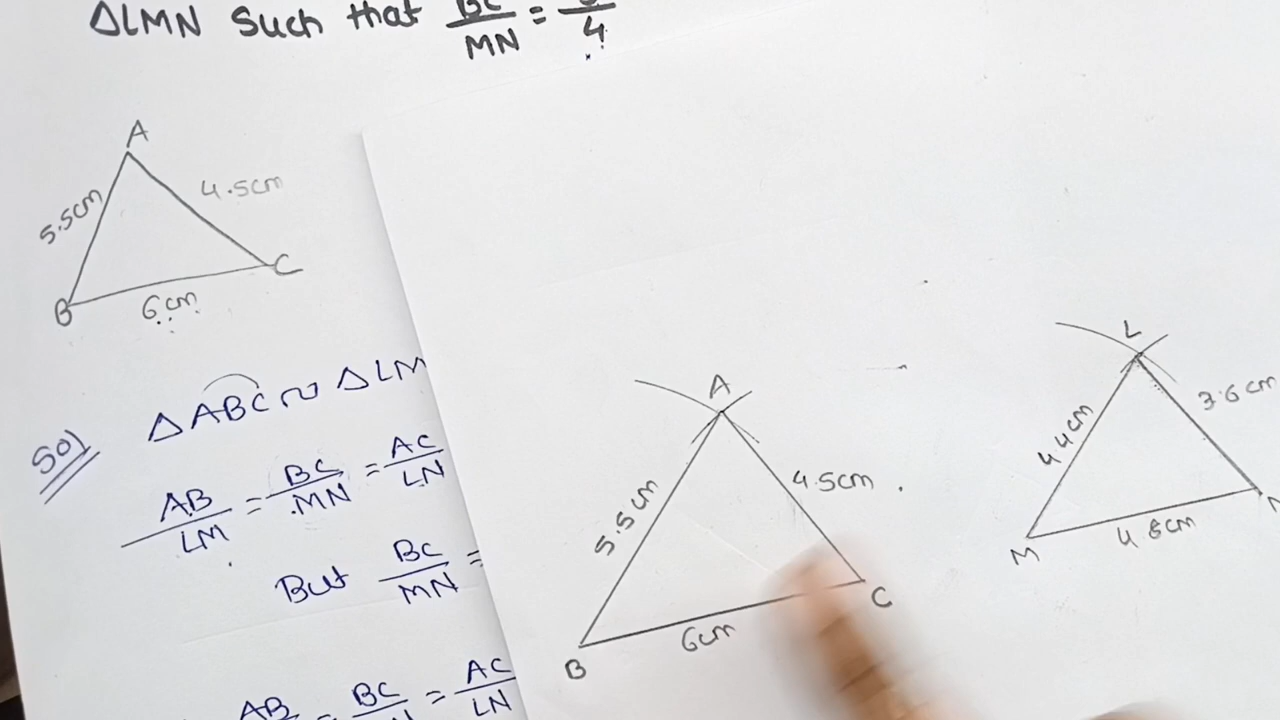 ΔLMN Such that BC/MN = 5/4
A
5.5cm
4.5cm
B
6cm
C
Sol
ΔABC ~ ΔLM
AB/LM = BC/MN = AC/LN
But BC/MN =
AB = BC = AC/LN
A
5.5cm
4.5cm
B
6cm
C
L
4.4cm
3.6cm
M
4.8cm